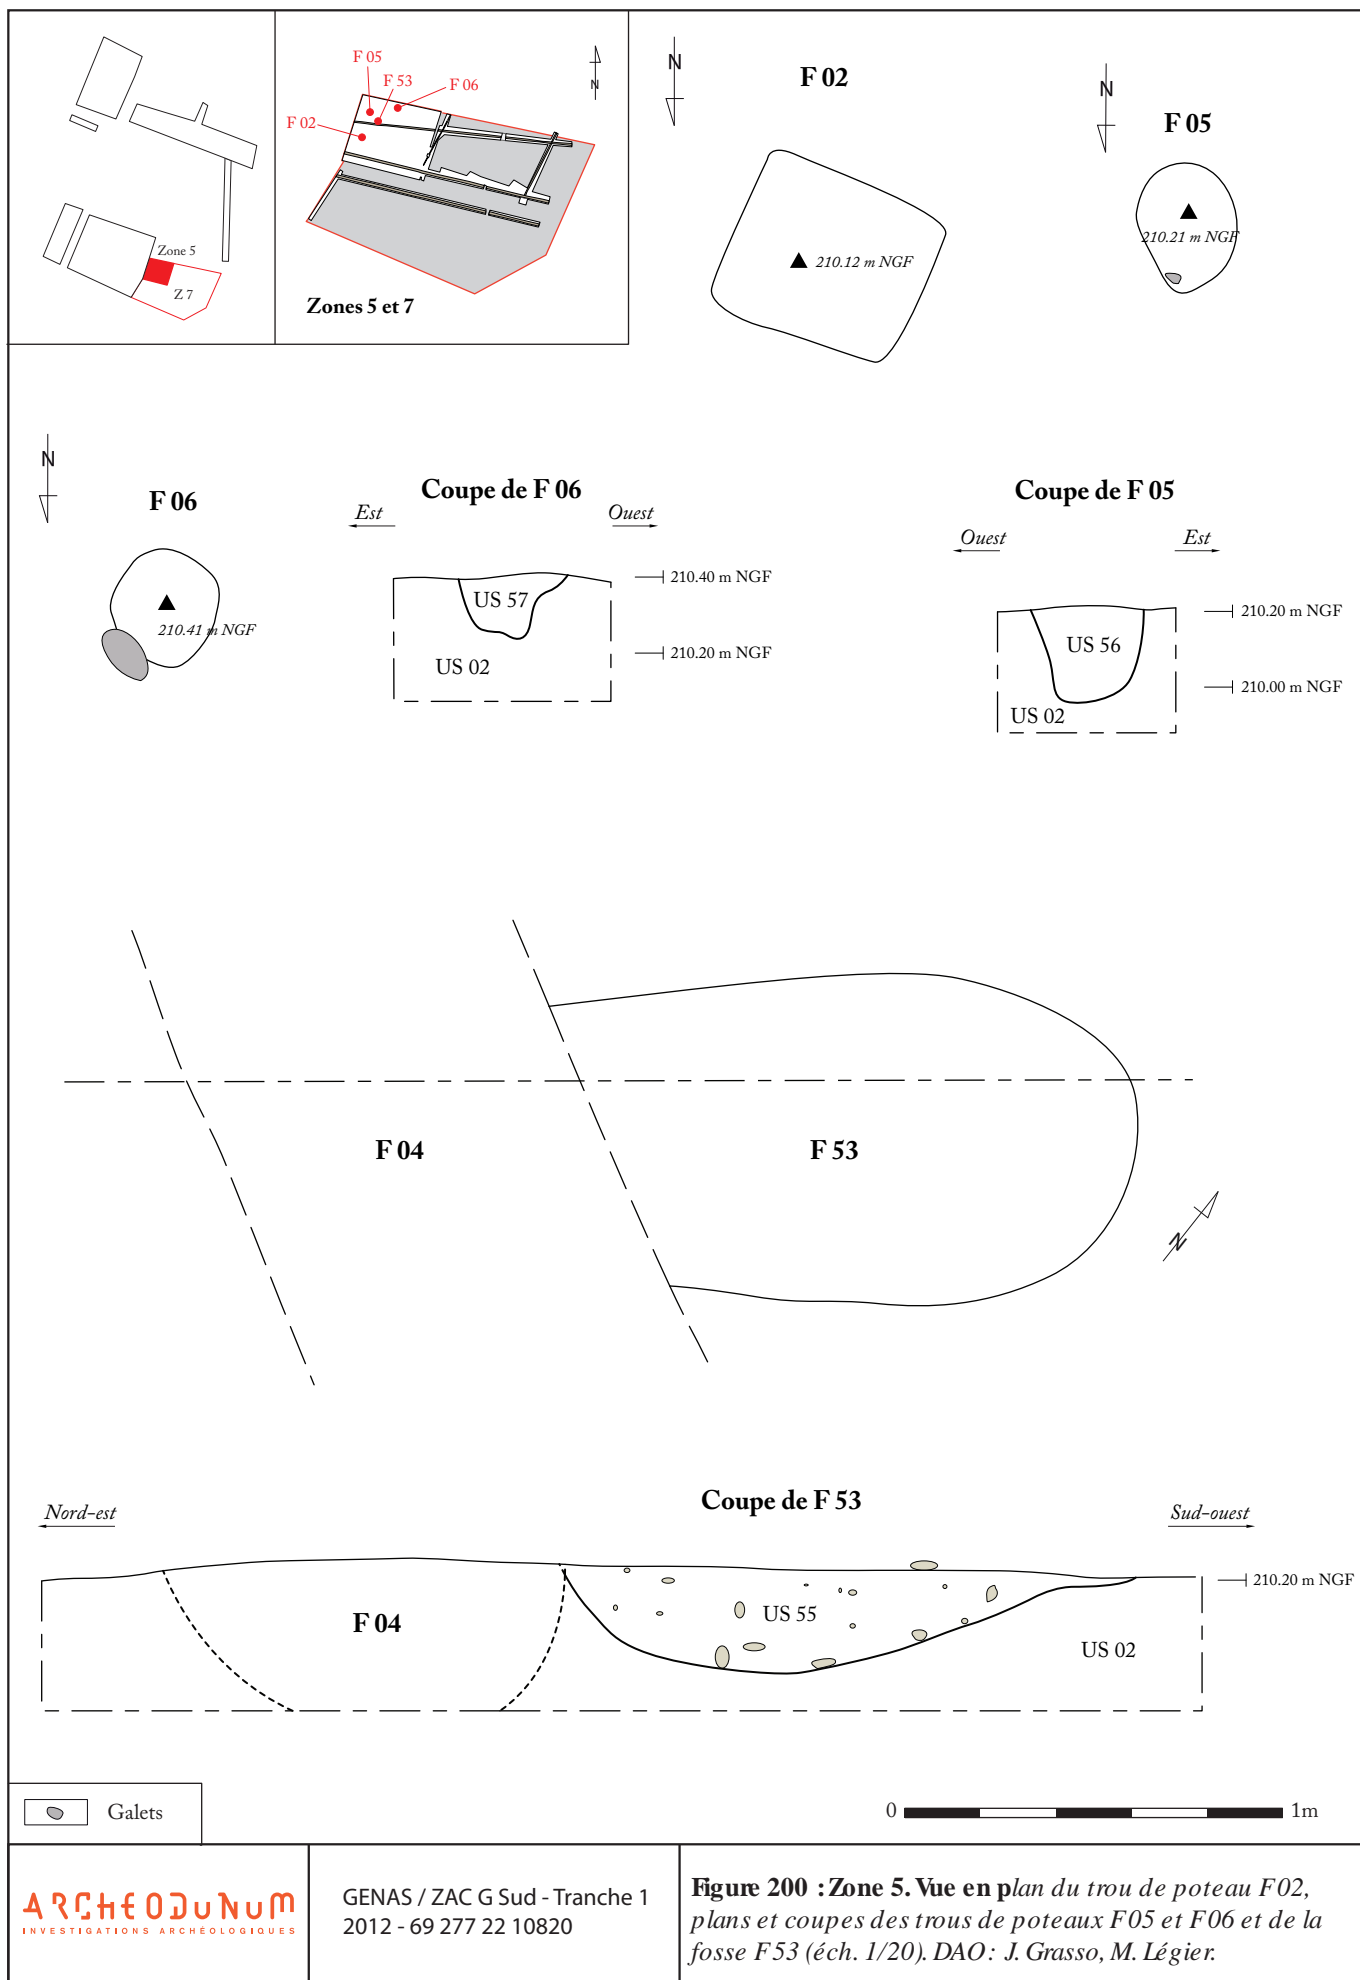 F 05
F 53
F 06
F 02
N
Zone 5
Z 7
Zones 5 et 7
N
F 02
210.12 m NGF
N
F 05
210.21 m NGF
N
F 06
210.41 m NGF
Coupe de F 06
Est
Ouest
US 57
US 02
210.40 m NGF
210.20 m NGF
Coupe de F 05
Ouest
Est
US 56
US 02
210.20 m NGF
210.00 m NGF
F 04
F 53
N
Coupe de F 53
Nord-est
Sud-ouest
F 04
US 55
US 02
210.20 m NGF
Galets
0
1m
ARCHEODUNUM
INVESTIGATIONS ARCHÉOLOGIQUES
GENAS / ZAC G Sud - Tranche 1
2012 - 69 277 22 10820
Figure 200 : Zone 5. Vue en plan du trou de poteau F02,
plans et coupes des trous de poteaux F05 et F06 et de la
fosse F53 (éch. 1/20). DAO : J. Grasso, M. Légier.